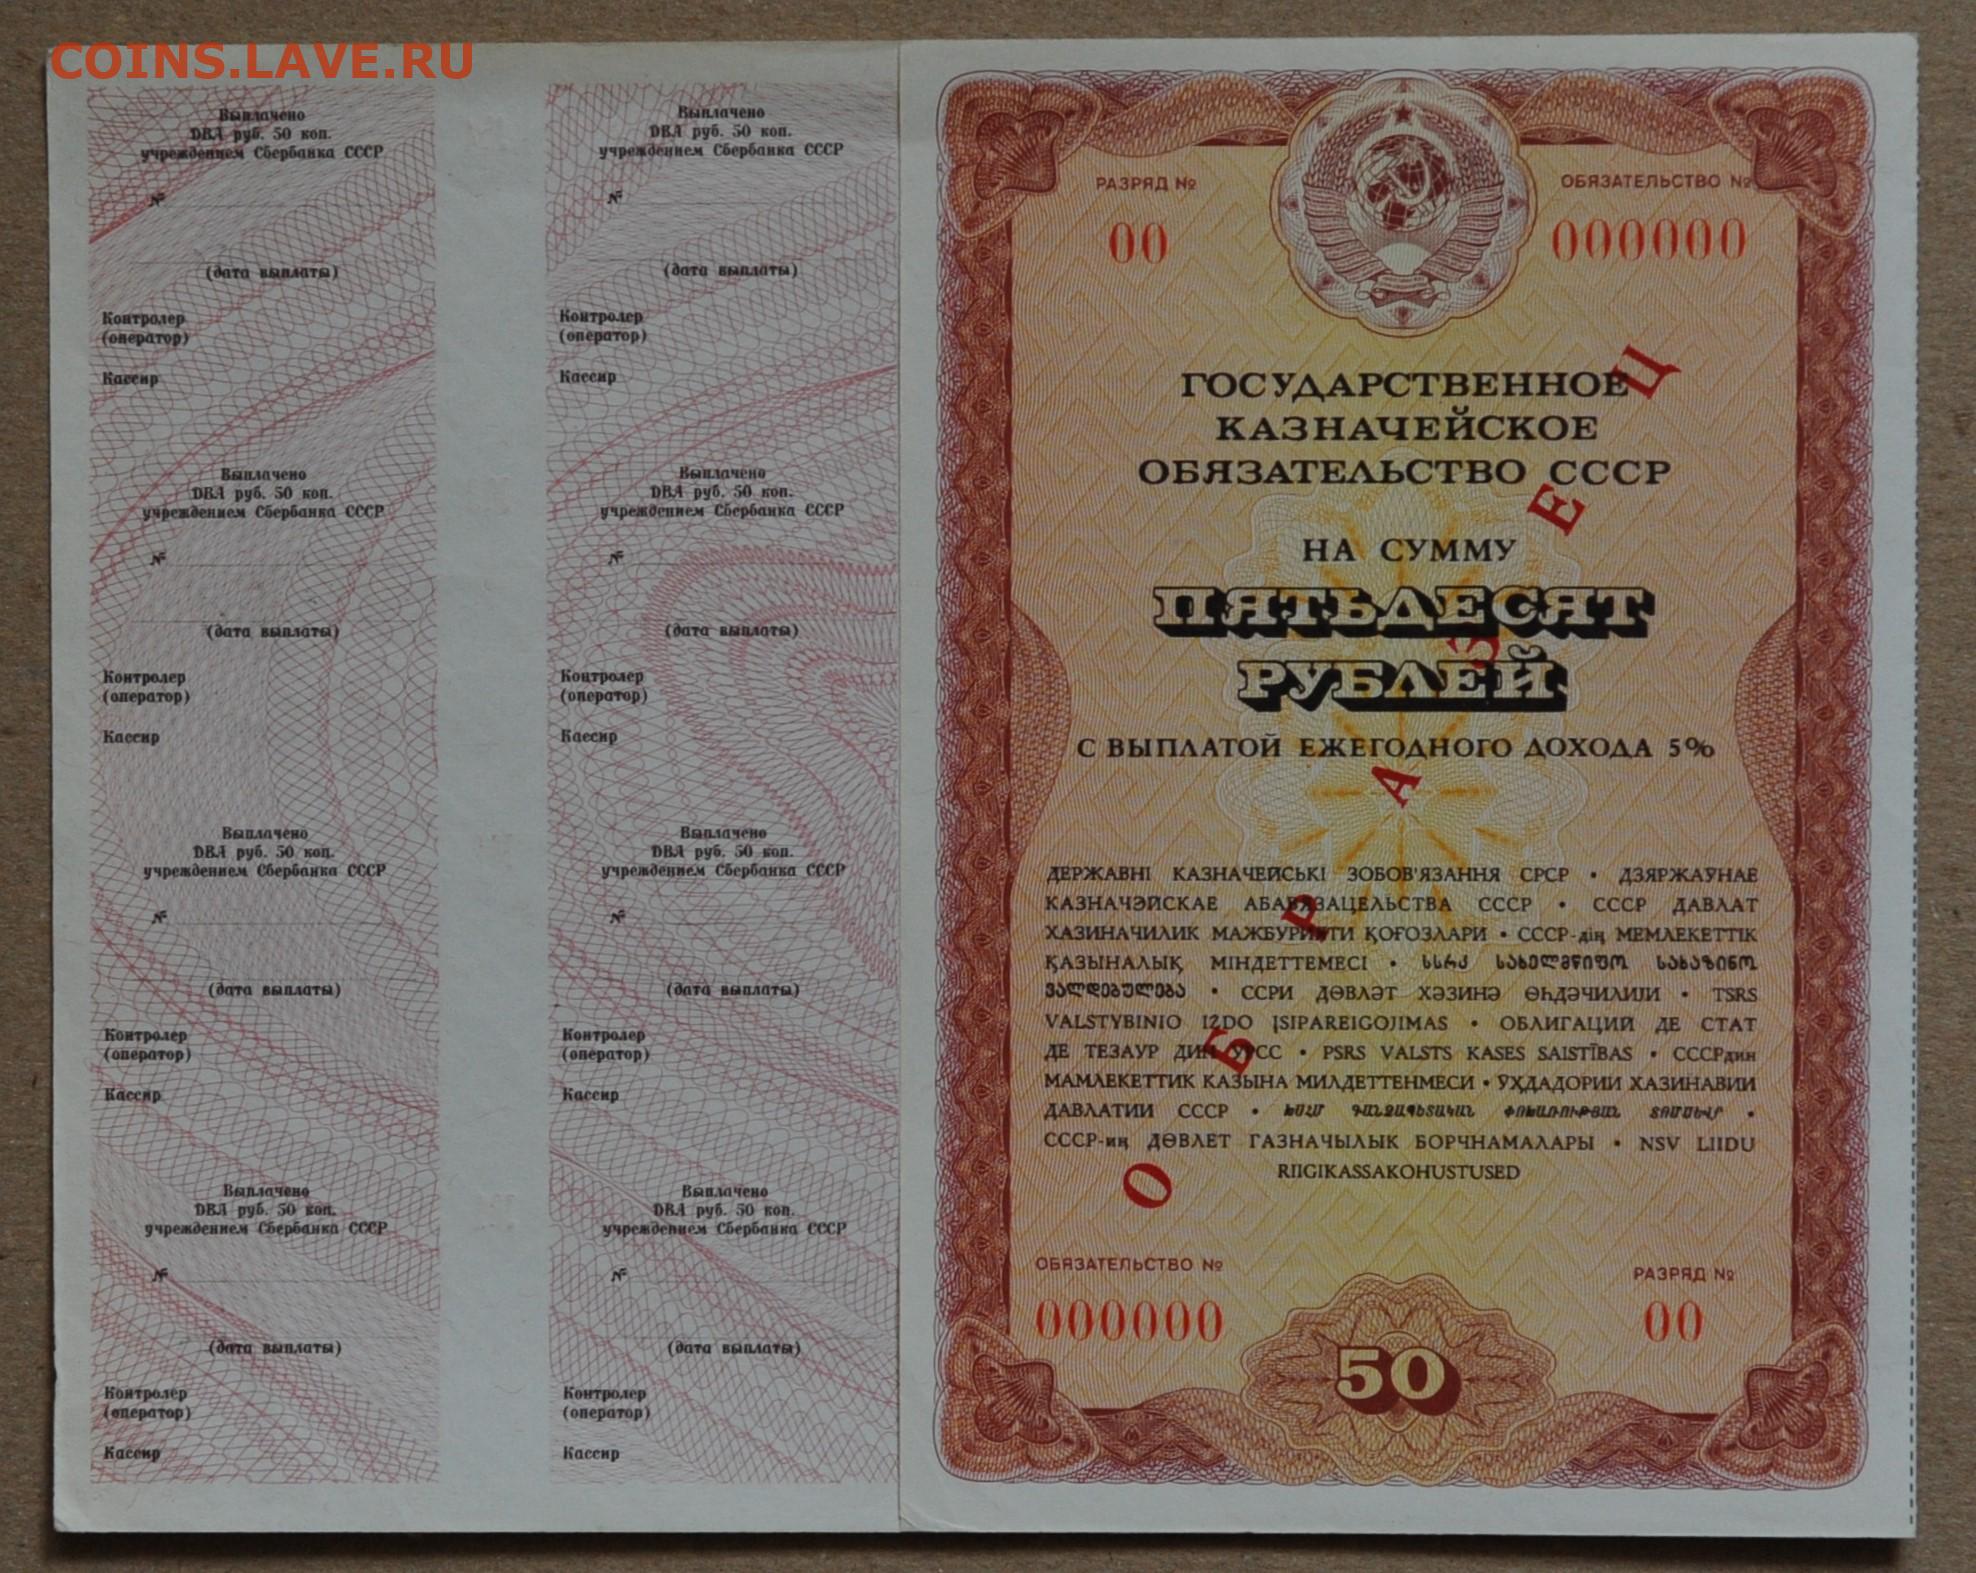 COINS.LAVE.RU
Выплачено
ДВА руб. 50 коп.
учреждением Сбербанка СССР
№
(дата выплаты)
Контролер
(оператор)
Кассир
Выплачено
ДВА руб. 50 коп.
учреждением Сбербанка СССР
№
(дата выплаты)
Контролер
(оператор)
Кассир
Выплачено
ДВА руб. 50 коп.
учреждением Сбербанка СССР
№
(дата выплаты)
Контролер
(оператор)
Кассир
Выплачено
ДВА руб. 50 коп.
учреждением Сбербанка СССР
№
(дата выплаты)
Контролер
(оператор)
Кассир
Выплачено
ДВА руб. 50 коп.
учреждением Сбербанка СССР
№
(дата выплаты)
Контролер
(оператор)
Кассир
Выплачено
ДВА руб. 50 коп.
учреждением Сбербанка СССР
№
(дата выплаты)
Контролер
(оператор)
Кассир
Выплачено
ДВА руб. 50 коп.
учреждением Сбербанка СССР
№
(дата выплаты)
Контролер
(оператор)
Кассир
Выплачено
ДВА руб. 50 коп.
учреждением Сбербанка СССР
№
(дата выплаты)
Контролер
(оператор)
Кассир
РАЗРЯД №
00
ОБЯЗАТЕЛЬСТВО №
000000
ГОСУДАРСТВЕННОЕ
КАЗНАЧЕЙСКОЕ
ОБЯЗАТЕЛЬСТВО СССР
НА СУММУ
ПЯТЬДЕСЯТ
РУБЛЕЙ
С ВЫПЛАТОЙ ЕЖЕГОДНОГО ДОХОДА 5%
ОБРАЗЕЦ
ДЕРЖАВНІ КАЗНАЧЕЙСЬКІ ЗОБОВ'ЯЗАННЯ СРСР • ДЗЯРЖАЎНАЕ
КАЗНАЧЭЙСКАЕ АБАВЯЗАЦЕЛЬСТВА СССР • СССР ДАВЛАТ
ХАЗИНАЧИЛИК МАЖБУРИЯТИ ҚОҒОЗЛАРИ • СССР-дің МЕМЛЕКЕТТІК
ҚАЗЫНАЛЫҚ МІНДЕТТЕМЕСІ • ᲡᲡᲠᲙ ᲡᲐᲮᲔᲚᲛᲬᲘᲤᲝ ᲡᲐᲮᲐᲖᲘᲜᲝ
ᲕᲐᲚᲓᲔᲑᲣᲚᲔᲑᲐ • ССРИ ДӨВЛӘТ ХӘЗИНӘ ӨҺДӘЧИЛИЈИ • TSRS
VALSTYBINIO IŽDO ĮSIPAREIGOJIMAS • ОБЛИГАЦИЙ ДЕ СТАТ
ДЕ ТЕЗАУР ДИН УРСС • PSRS VALSTS KASES SAISTĪBAS • СССРдин
МАМЛЕКЕТТИК КАЗЫНА МИЛДЕТТЕНМЕСИ • ӮҲДАДОРИИ ХАЗИНАВИИ
ДАВЛАТИИ СССР • ԽՍՀՄ ԳԱՆՁԱՊԵՏԱԿԱՆ ՓՈԽԱՌՈՒԹՅԱՆ ՏՈՄՍԵՐ •
СССР-иң ДӨВЛЕТ ГАЗНАЧЫЛЫК БОРЧНАМАЛАРЫ • NSV LIIDU
RIIGIKASSAKOHUSTUSED
ОБЯЗАТЕЛЬСТВО №
000000
РАЗРЯД №
00
50